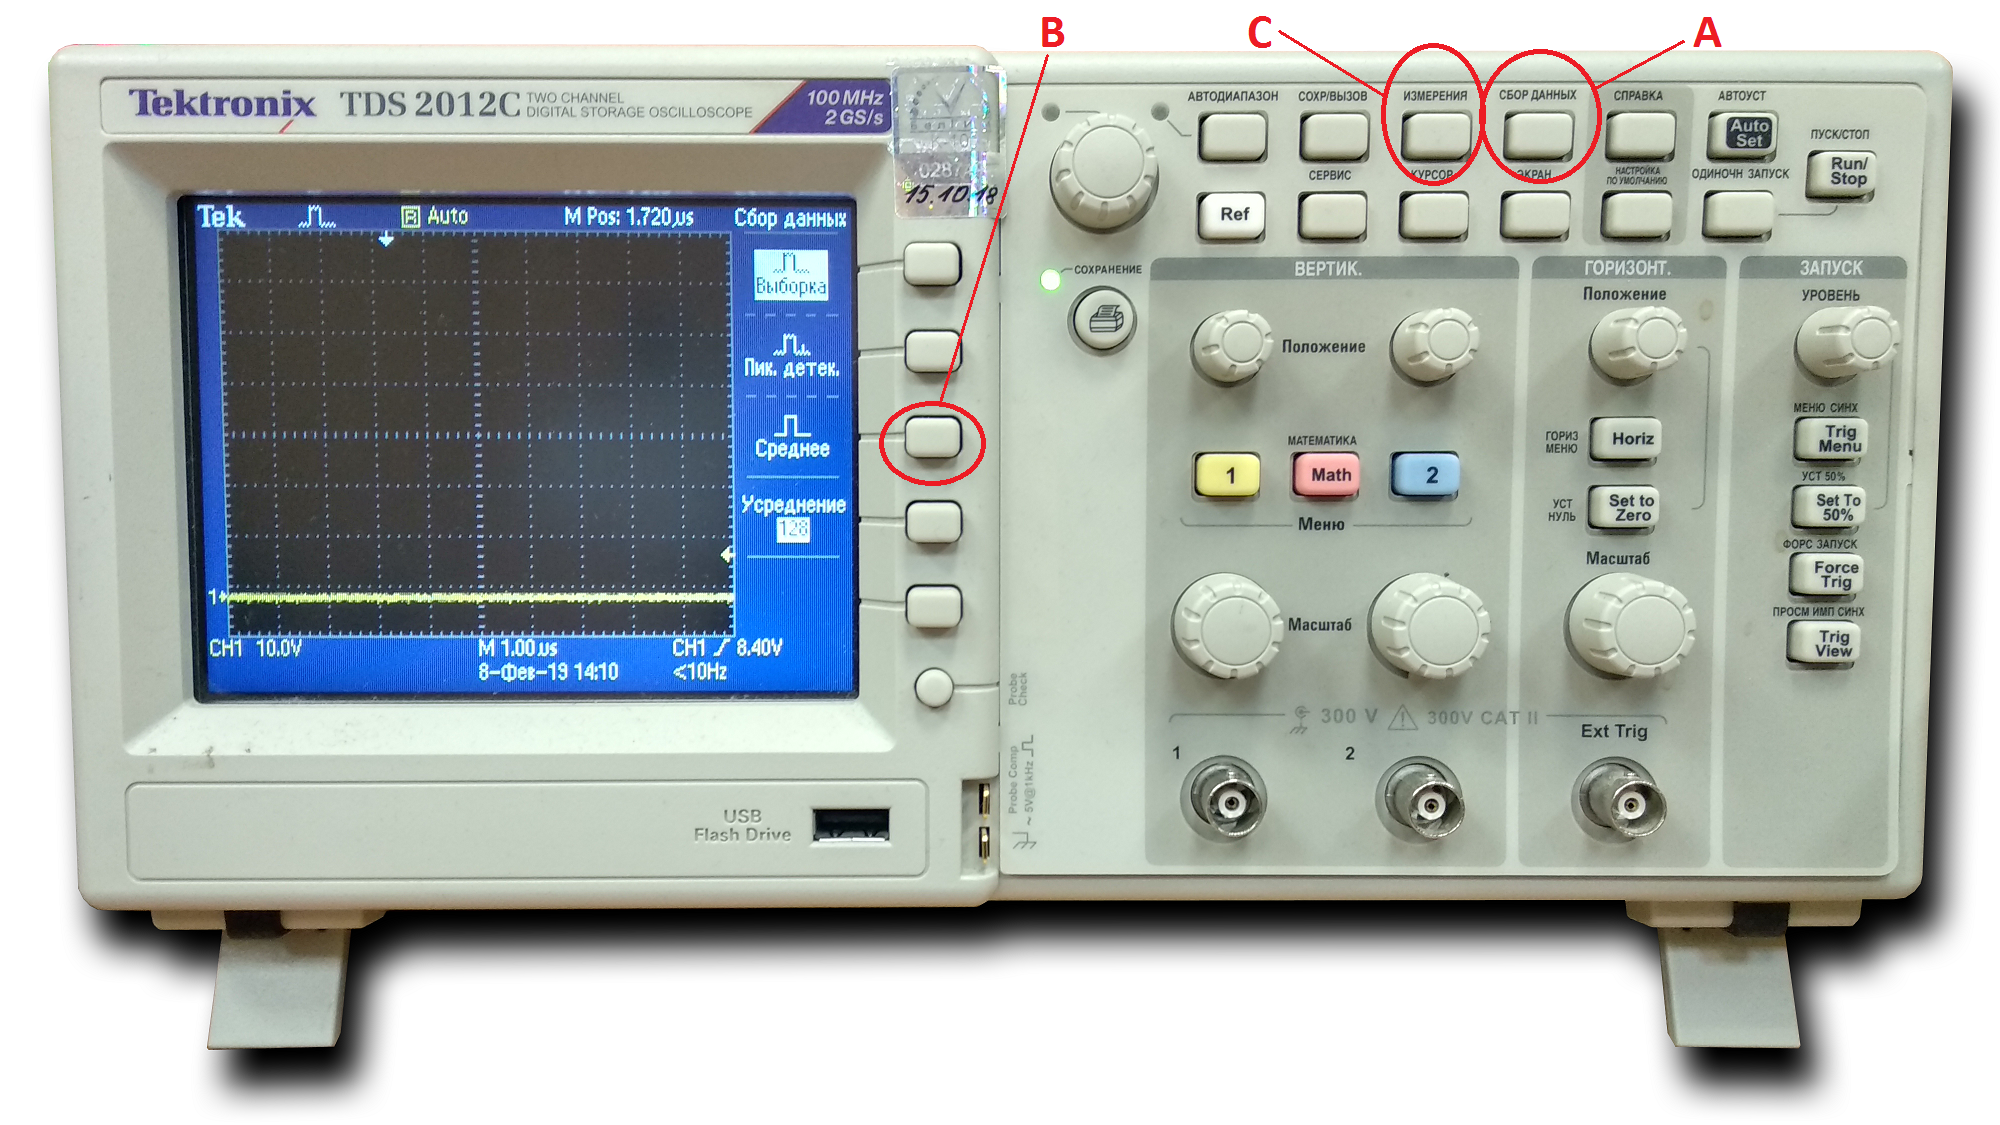 B
C
A
Tektronix TDS 2012C TWO CHANNEL
DIGITAL STORAGE OSCILLOSCOPE
100 MHz
2 GS/s
0287
15.10.18
Tek
R Auto
M Pos: 1.720µs
Сбор данных
Выборка
Пик. детек.
Среднее
Усреднение
128
1
CH1 10.0V
M 1.00µs
CH1 8.40V
8-Фев-19 14:10
<10Hz
USB
Flash Drive
АВТОДИАПАЗОН
СОХР/ВЫЗОВ
ИЗМЕРЕНИЯ
СБОР ДАННЫХ
СПРАВКА
АВТОУСТ
Auto
Set
ПУСК/СТОП
Run/
Stop
Ref
СЕРВИС
КУРСОР
ЭКРАН
НАСТРОЙКА
ПО УМОЛЧАНИЮ
ОДИНОЧН ЗАПУСК
СОХРАНЕНИЕ
ВЕРТИК.
Положение
МАТЕМАТИКА
1
Math
2
Меню
Масштаб
ГОРИЗОНТ.
Положение
ГОРИЗ
МЕНЮ
Horiz
УСТ
НУЛЬ
Set to
Zero
Масштаб
ЗАПУСК
УРОВЕНЬ
МЕНЮ СИНХ
Trig
Menu
УСТ 50%
Set To
50%
ФОРС ЗАПУСК
Force
Trig
ПРОСМ ИМП СИНХ
Trig
View
300 V
300V CAT II
1
2
Ext Trig
Probe
Check
Probe Comp
~ 5V@1kHz